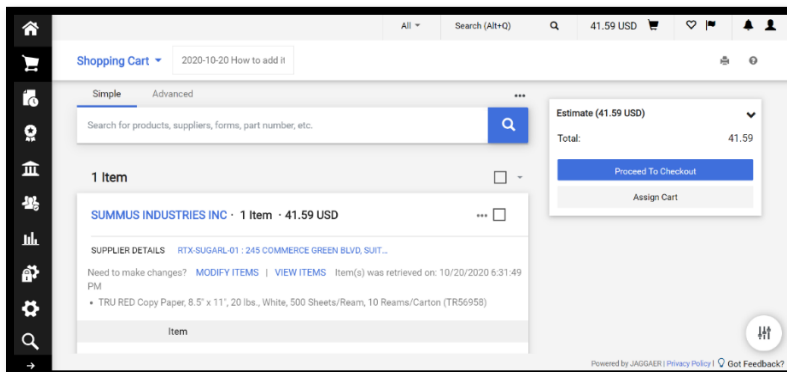 All Search (Alt+Q) 41.59 USD
Shopping Cart 2020-10-20 How to add it
Simple Advanced
Search for products, suppliers, forms, part number, etc.
Estimate (41.59 USD)
Total: 41.59
Proceed To Checkout
Assign Cart
1 Item
SUMMUS INDUSTRIES INC · 1 Item · 41.59 USD
SUPPLIER DETAILS RTX-SUGARL-01 : 245 COMMERCE GREEN BLVD, SUIT...
Need to make changes? MODIFY ITEMS | VIEW ITEMS Item(s) was retrieved on: 10/20/2020 6:31:49
PM
• TRU RED Copy Paper, 8.5" x 11", 20 lbs., White, 500 Sheets/Ream, 10 Reams/Carton (TR56958)
Item
Powered by JAGGAER | Privacy Policy | Got Feedback?